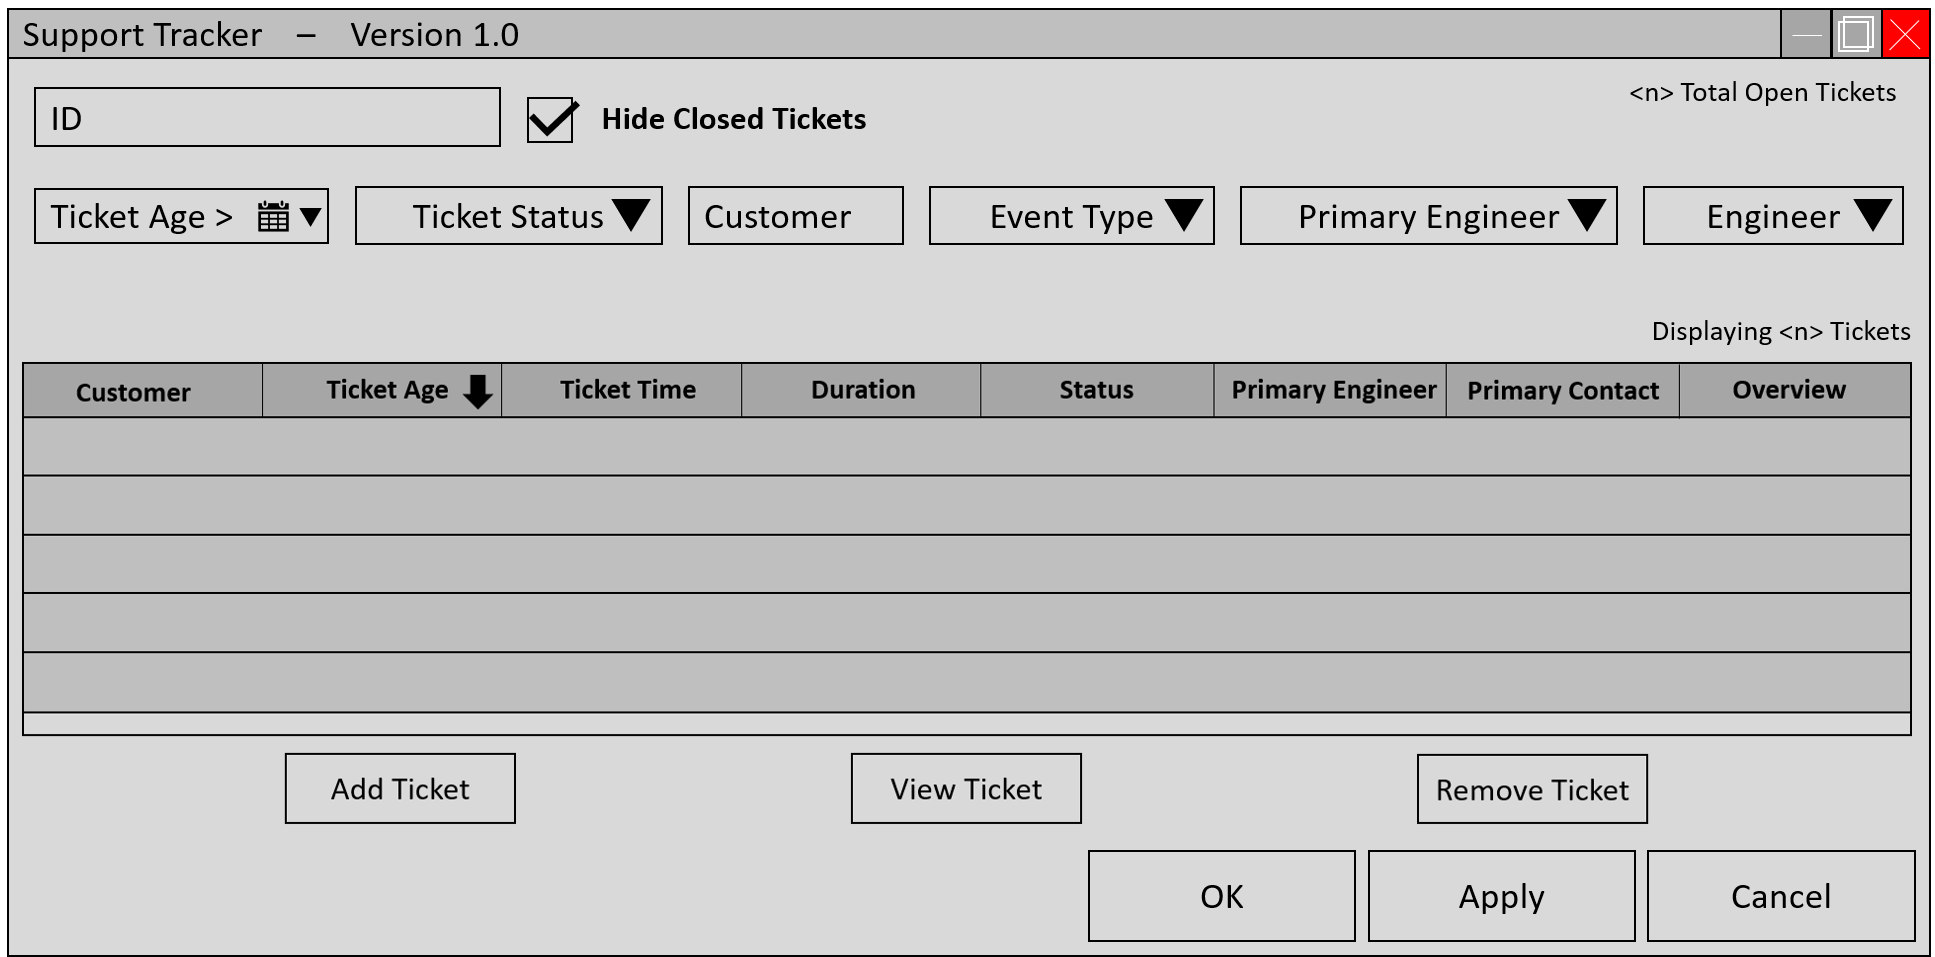 Support Tracker – Version 1.0
<n> Total Open Tickets
ID
Hide Closed Tickets
Ticket Age >
Ticket Status
Customer
Event Type
Primary Engineer
Engineer
Displaying <n> Tickets
Customer
Ticket Age
Ticket Time
Duration
Status
Primary Engineer
Primary Contact
Overview
Add Ticket
View Ticket
Remove Ticket
OK
Apply
Cancel